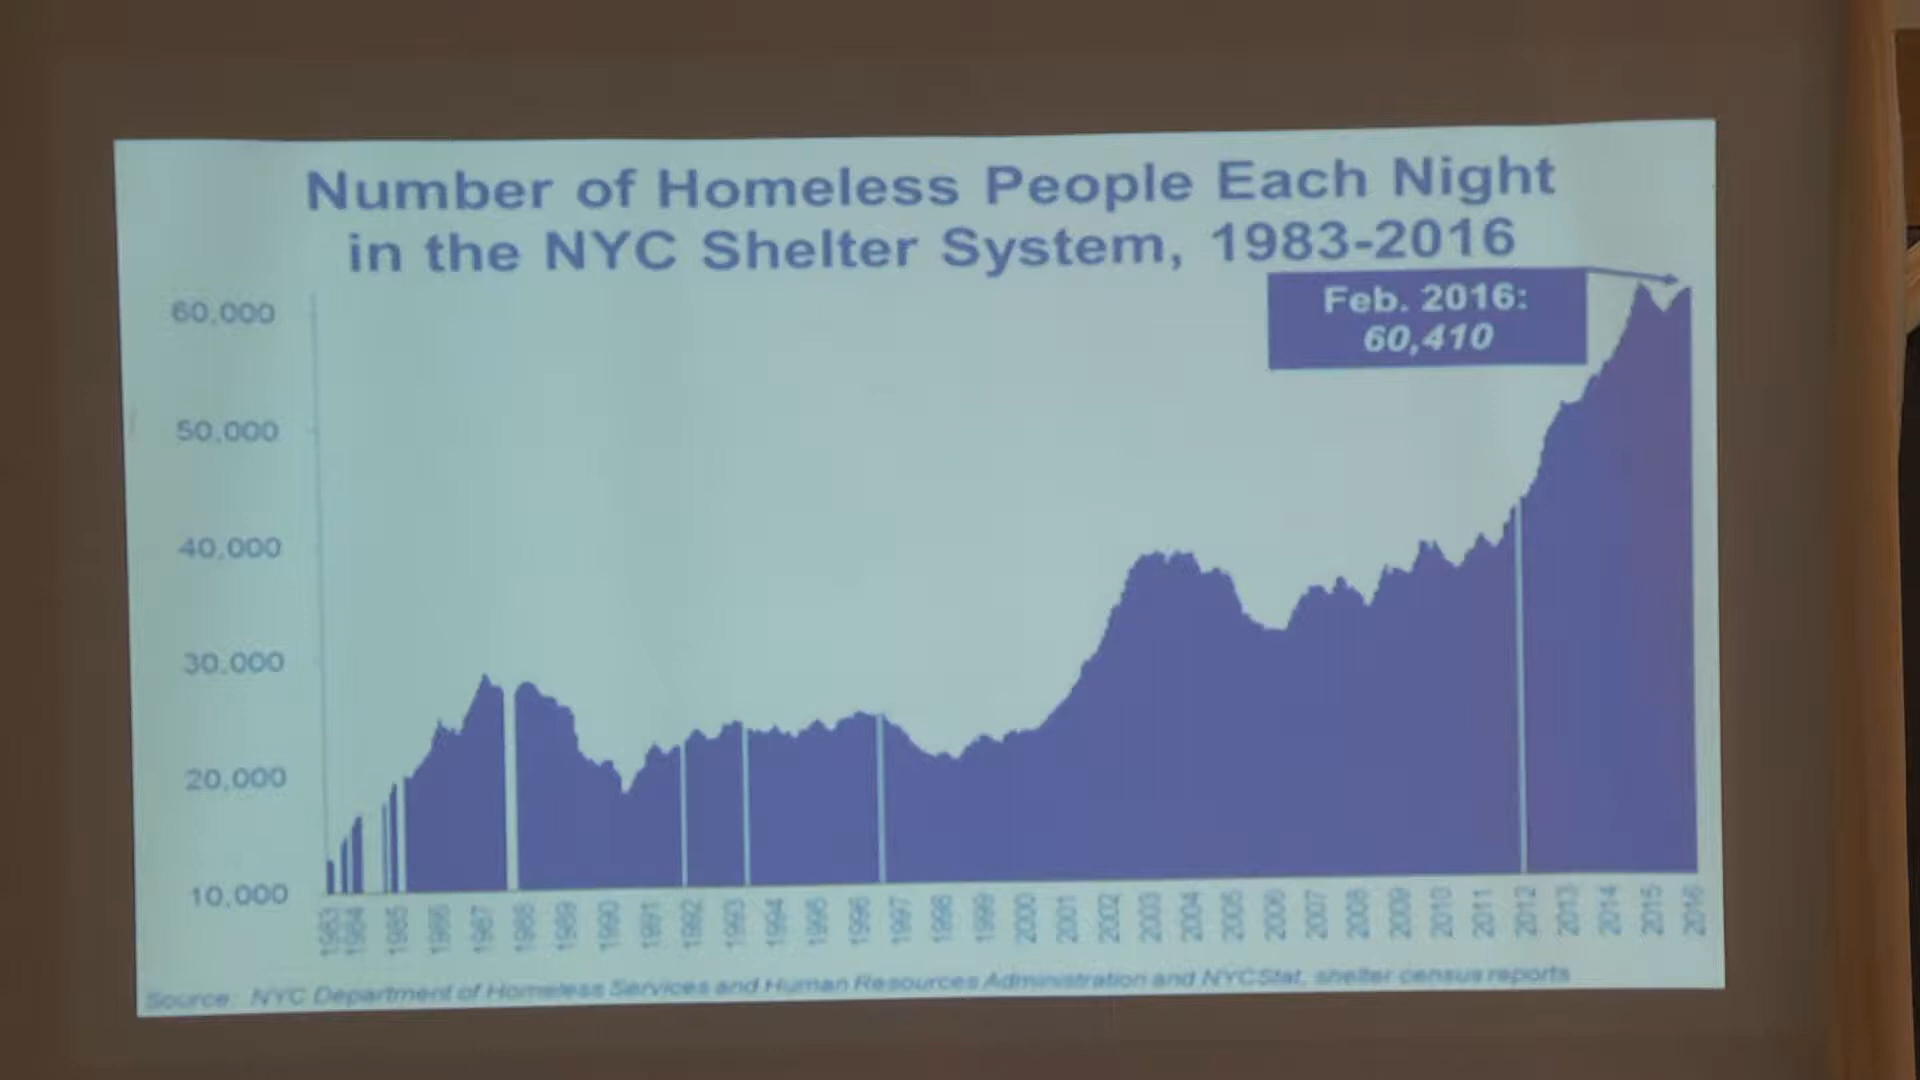 Number of Homeless People Each Night
in the NYC Shelter System, 1983-2016
Feb. 2016:
60,410
60,000
50,000
40,000
30,000
20,000
10,000
1983 1984 1985 1986 1987 1988 1989 1990 1991 1992 1993 1994 1995 1996 1997 1998 1999 2000 2001 2002 2003 2004 2005 2006 2007 2008 2009 2010 2011 2012 2013 2014 2015 2016
Source: NYC Department of Homeless Services and Human Resources Administration and NYCStat, shelter census reports